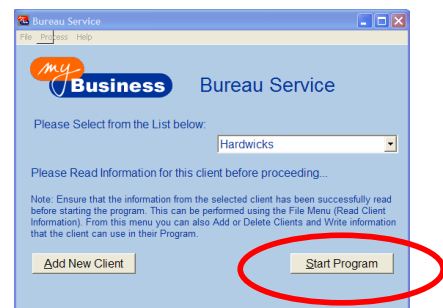 Bureau Service
File Process Help
my
Business
Bureau Service
Please Select from the List below:
Hardwicks
Please Read Information for this client before proceeding...
Note: Ensure that the information from the selected client has been successfully read
before starting the program. This can be performed using the File Menu (Read Client
Information). From this menu you can also Add or Delete Clients and Write information
that the client can use in their Program.
Add New Client
Start Program